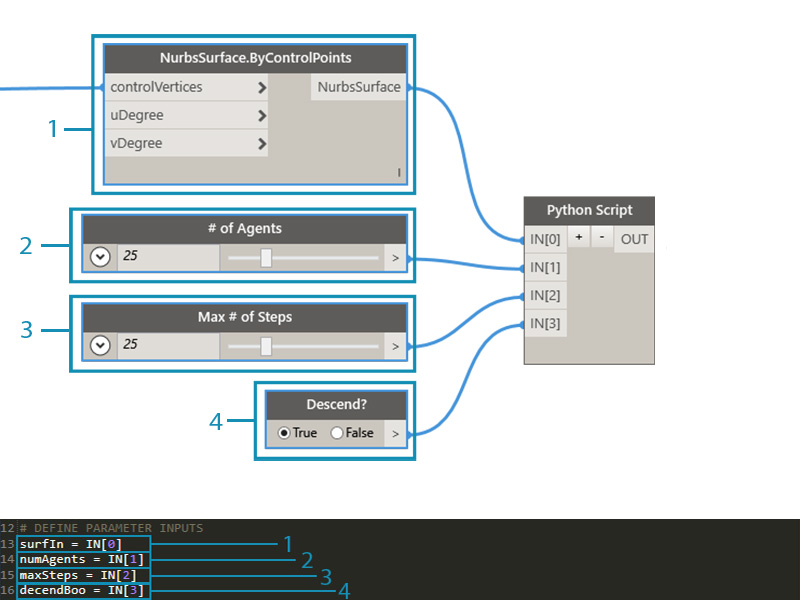 NurbsSurface.ByControlPoints
controlVertices > NurbsSurface
uDegree >
vDegree >
l
1
# of Agents
2
25 >
Max # of Steps
3
25 >
Descend?
4
True False >
Python Script
IN[0] + - OUT
IN[1]
IN[2]
IN[3]
12 # DEFINE PARAMETER INPUTS
13 surfIn = IN[0] 1
14 numAgents = IN[1] 2
15 maxSteps = IN[2] 3
16 decendBoo = IN[3] 4